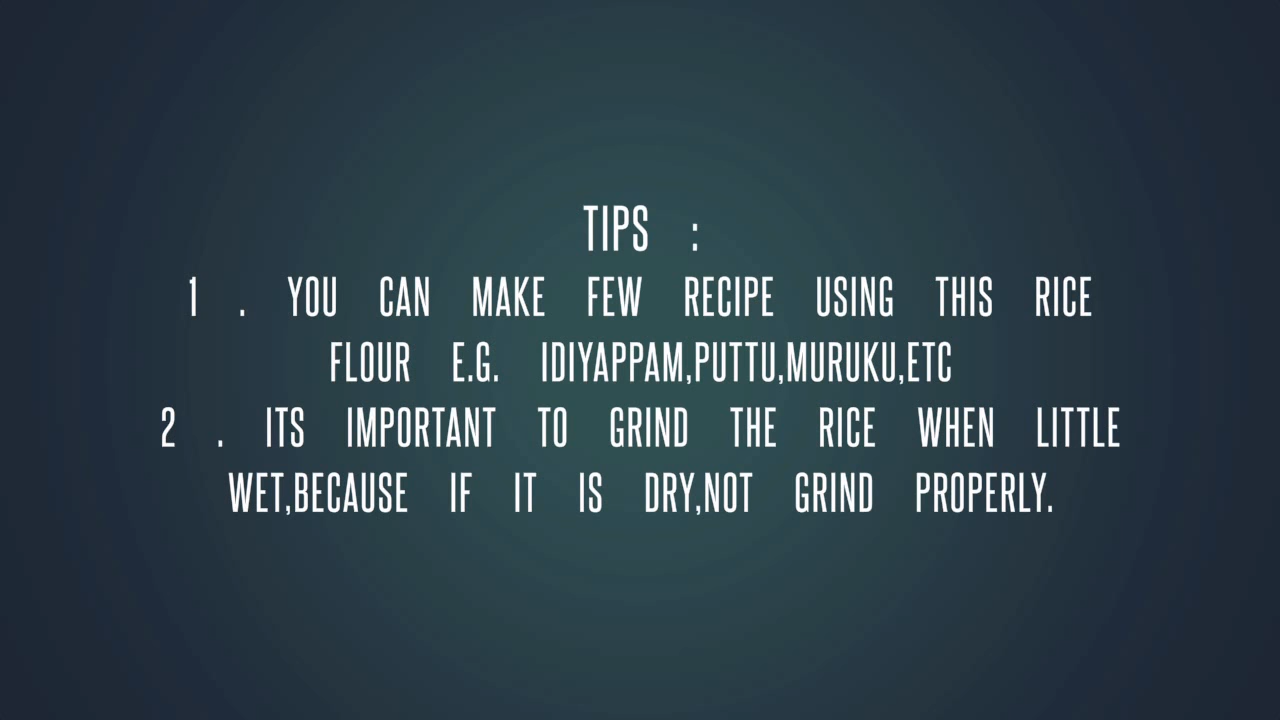 TIPS :
1 . YOU CAN MAKE FEW RECIPE USING THIS RICE
FLOUR E.G. IDIYAPPAM,PUTTU,MURUKU,ETC
2 . ITS IMPORTANT TO GRIND THE RICE WHEN LITTLE
WET,BECAUSE IF IT IS DRY,NOT GRIND PROPERLY.